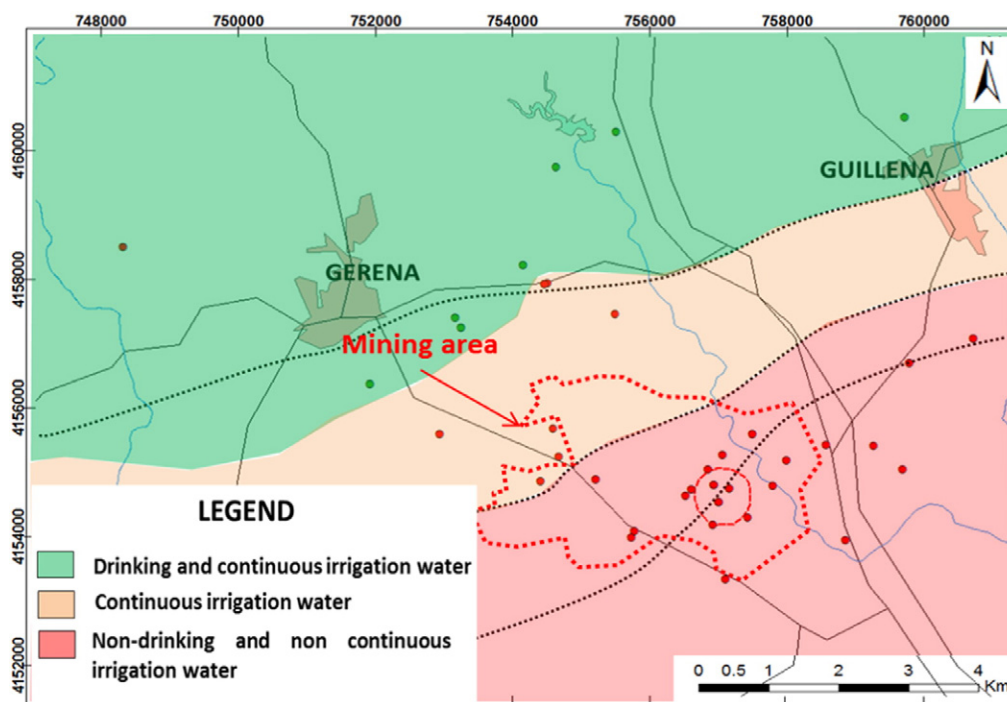 748000 750000 752000 754000 756000 758000 760000
N
4160000
GUILLENA
GERENA
4158000
Mining area
4156000
LEGEND
4154000
Drinking and continuous irrigation water
Continuous irrigation water
Non-drinking and non continuous
irrigation water
4152000
0 0.5 1 2 3 4
Km